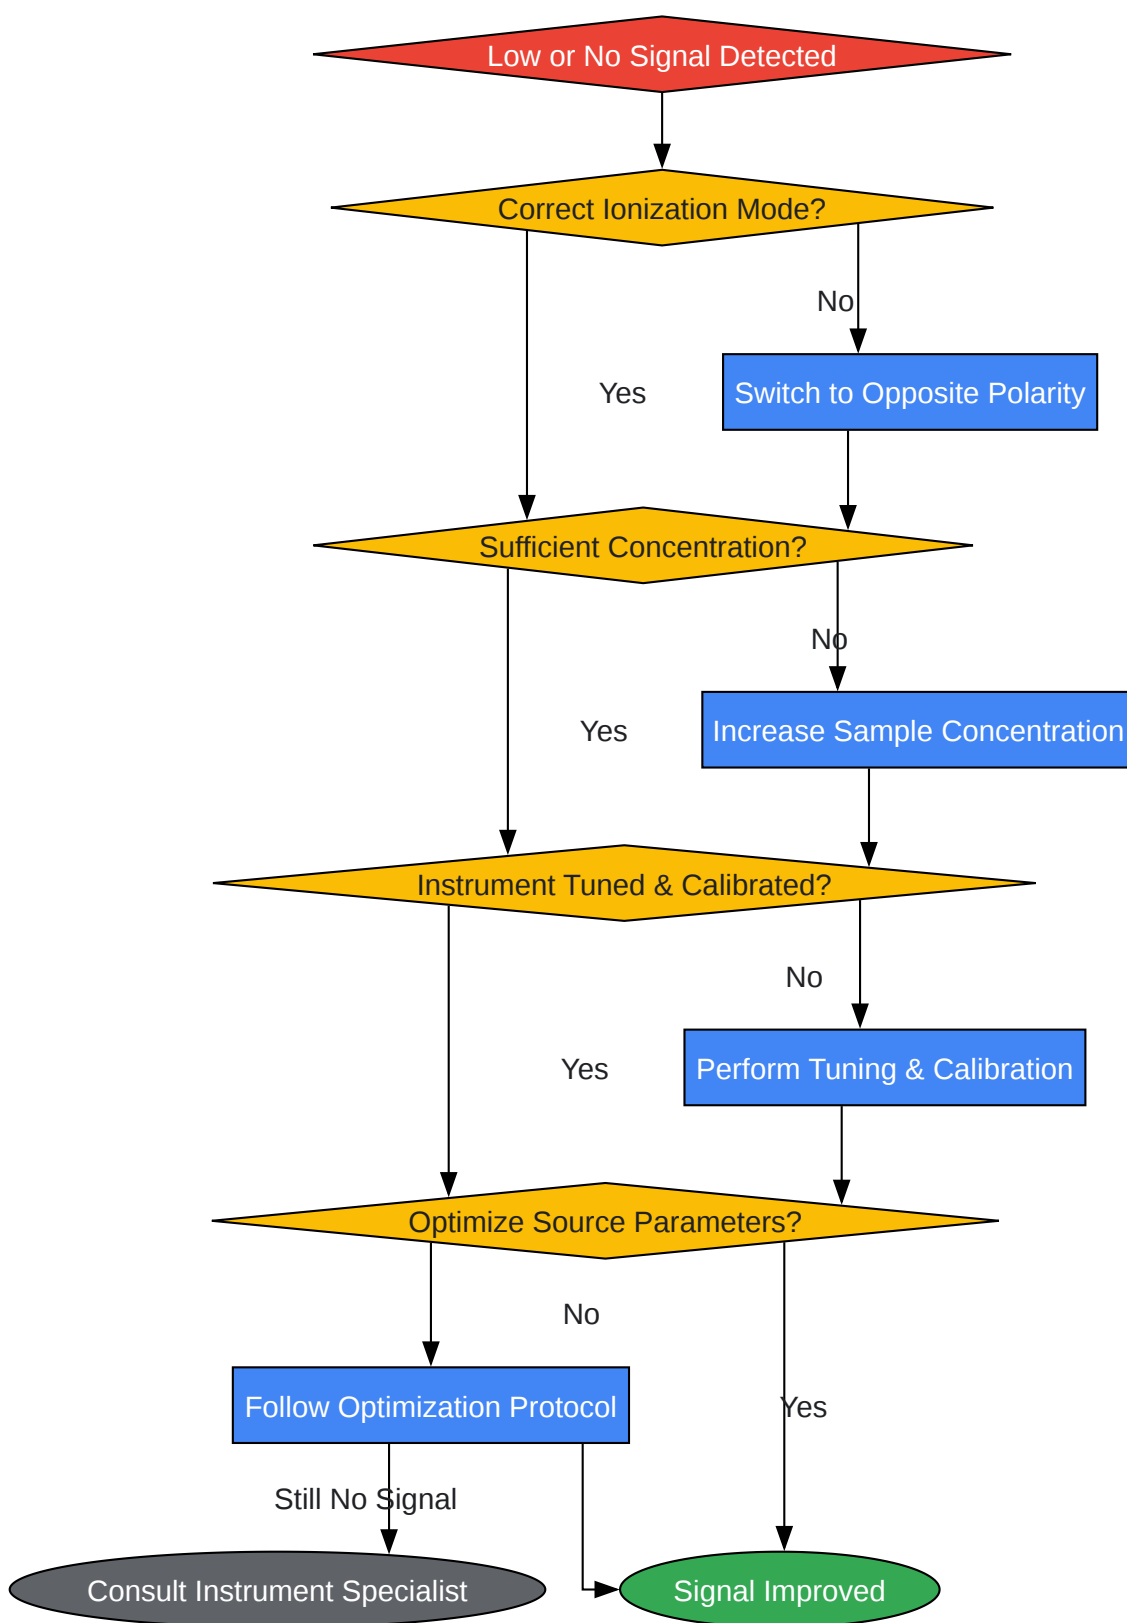 Low or No Signal Detected
Correct Ionization Mode?
No
Yes
Switch to Opposite Polarity
Sufficient Concentration?
No
Yes
Increase Sample Concentration
Instrument Tuned & Calibrated?
No
Yes
Perform Tuning & Calibration
Optimize Source Parameters?
No
Follow Optimization Protocol
Yes
Still No Signal
Consult Instrument Specialist
Signal Improved